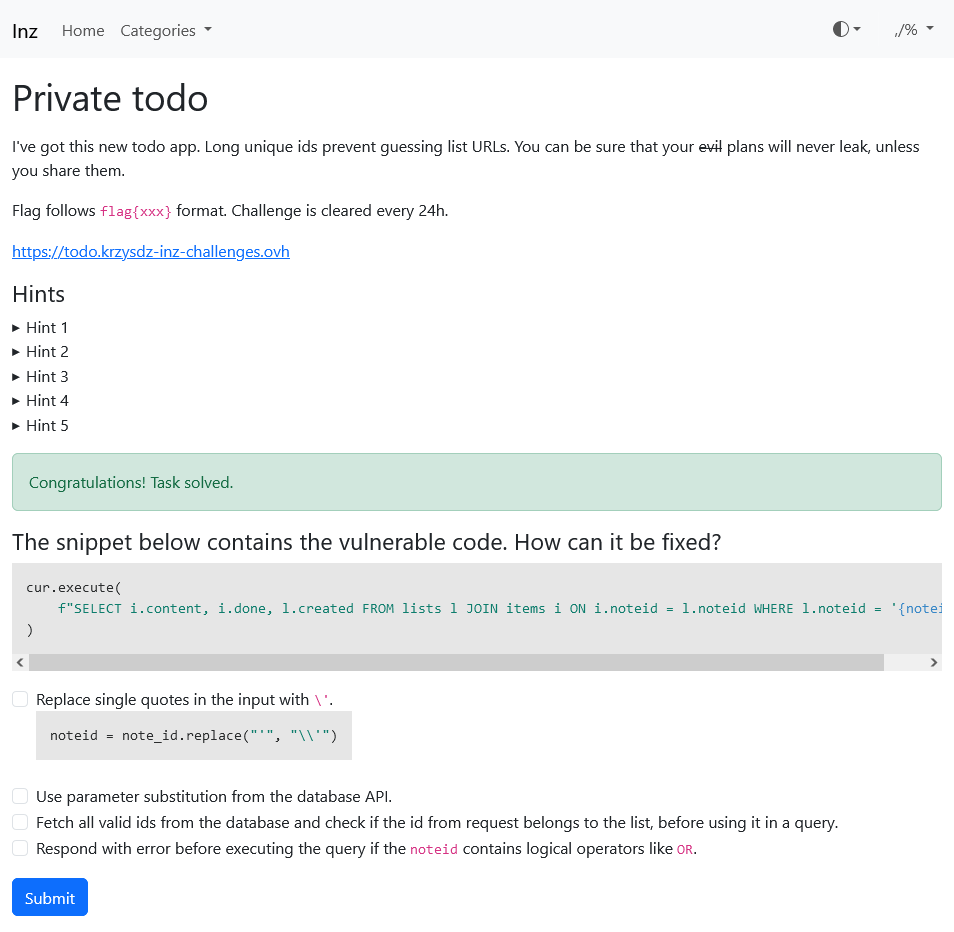 Inz Home Categories ,/%
Private todo
I've got this new todo app. Long unique ids prevent guessing list URLs. You can be sure that your evil plans will never leak, unless
you share them.
Flag follows flag{xxx} format. Challenge is cleared every 24h.
https://todo.krzysdz-inz-challenges.ovh
Hints
Hint 1
Hint 2
Hint 3
Hint 4
Hint 5
Congratulations! Task solved.
The snippet below contains the vulnerable code. How can it be fixed?
cur.execute(
f"SELECT i.content, i.done, l.created FROM lists l JOIN items i ON i.noteid = l.noteid WHERE l.noteid = '{notei
)
Replace single quotes in the input with \'.
noteid = note_id.replace("'", "\\'")
Use parameter substitution from the database API.
Fetch all valid ids from the database and check if the id from request belongs to the list, before using it in a query.
Respond with error before executing the query if the noteid contains logical operators like OR.
Submit